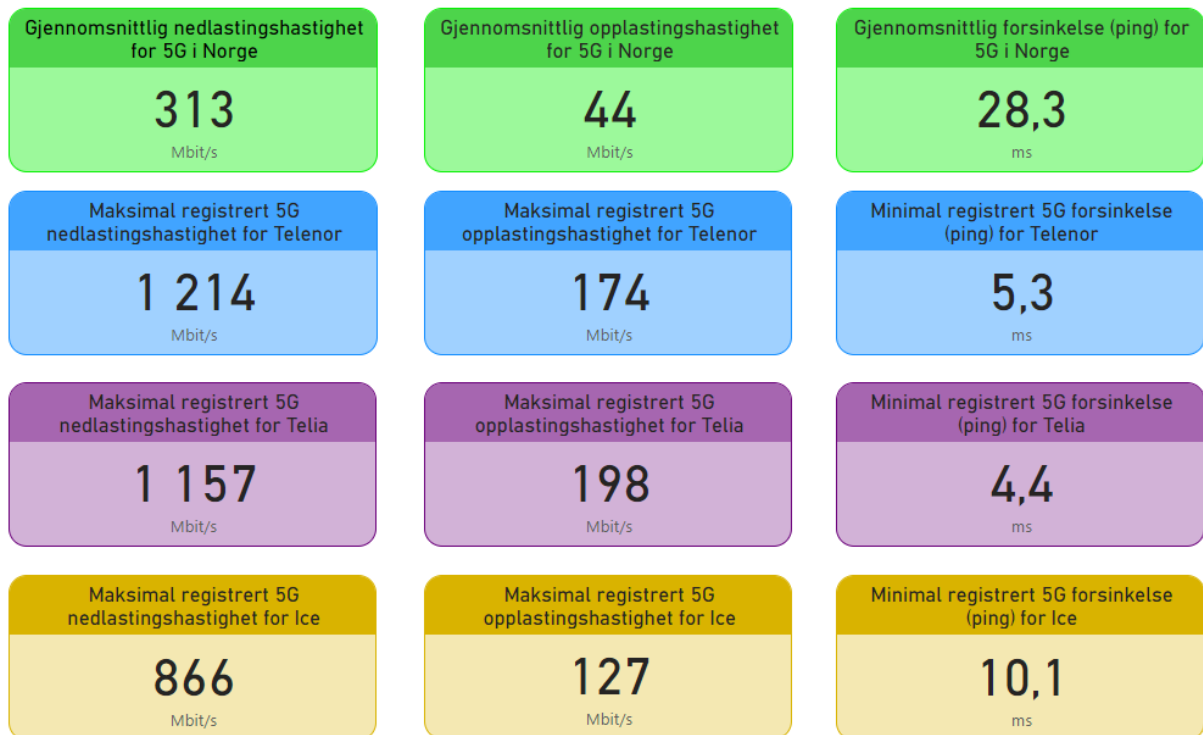 Gjennomsnittlig nedlastingshastighet
for 5G i Norge
313
Mbit/s
Gjennomsnittlig opplastingshastighet
for 5G i Norge
44
Mbit/s
Gjennomsnittlig forsinkelse (ping) for
5G i Norge
28,3
ms
Maksimal registrert 5G
nedlastingshastighet for Telenor
1 214
Mbit/s
Maksimal registrert 5G
opplastingshastighet for Telenor
174
Mbit/s
Minimal registrert 5G forsinkelse
(ping) for Telenor
5,3
ms
Maksimal registrert 5G
nedlastingshastighet for Telia
1 157
Mbit/s
Maksimal registrert 5G
opplastingshastighet for Telia
198
Mbit/s
Minimal registrert 5G forsinkelse
(ping) for Telia
4,4
ms
Maksimal registrert 5G
nedlastingshastighet for Ice
866
Mbit/s
Maksimal registrert 5G
opplastingshastighet for Ice
127
Mbit/s
Minimal registrert 5G forsinkelse
(ping) for Ice
10,1
ms